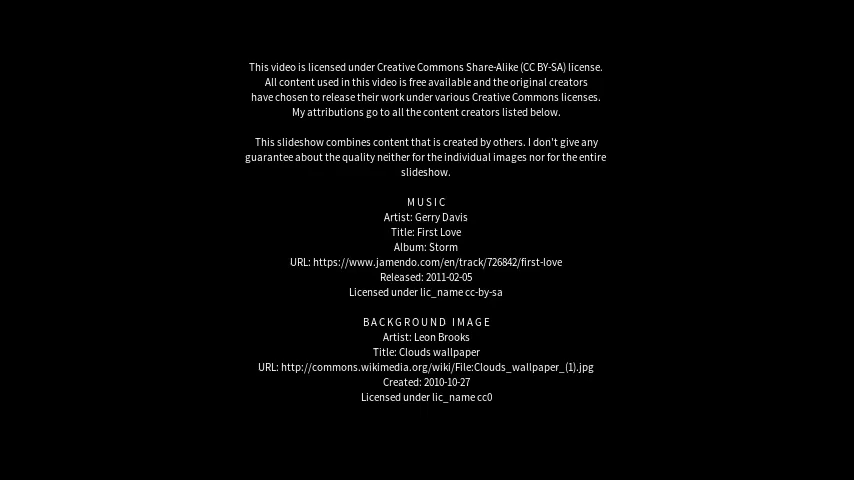 This video is licensed under Creative Commons Share-Alike (CC BY-SA) license.
All content used in this video is free available and the original creators
have chosen to release their work under various Creative Commons licenses.
My attributions go to all the content creators listed below.
This slideshow combines content that is created by others. I don't give any
guarantee about the quality neither for the individual images nor for the entire
slideshow.
MUSIC
Artist: Gerry Davis
Title: First Love
Album: Storm
URL: https://www.jamendo.com/en/track/726842/first-love
Released: 2011-02-05
Licensed under lic_name cc-by-sa
BACKGROUND IMAGE
Artist: Leon Brooks
Title: Clouds wallpaper
URL: http://commons.wikimedia.org/wiki/File:Clouds_wallpaper_(1).jpg
Created: 2010-10-27
Licensed under lic_name cc0